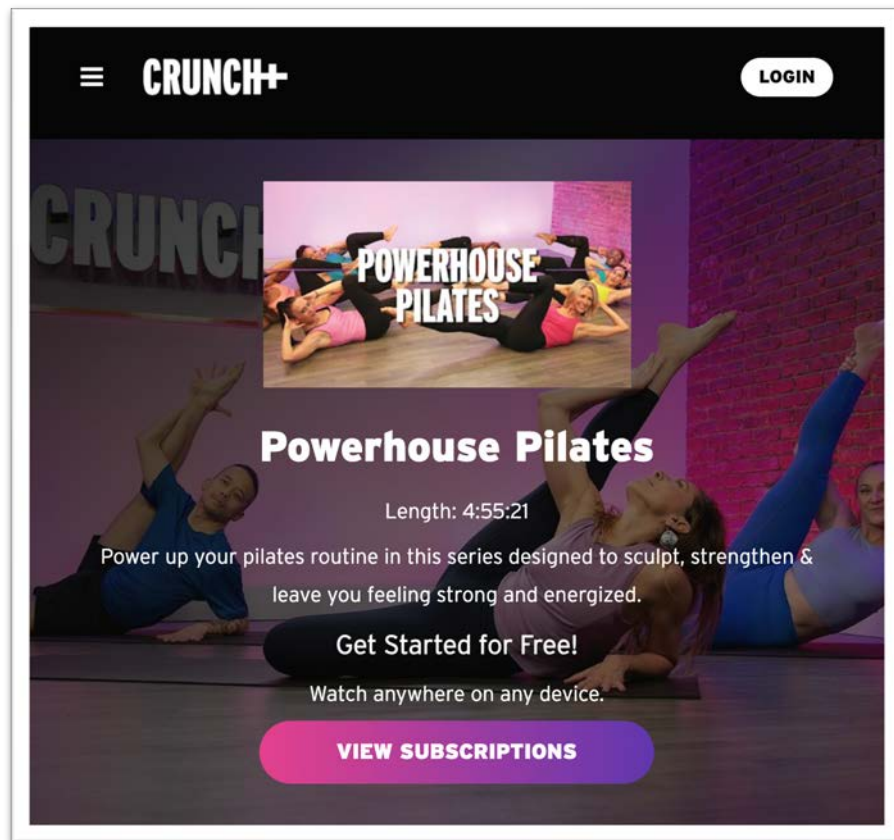 CRUNCH+
LOGIN
CRUNCH
POWERHOUSE
PILATES
Powerhouse Pilates
Length: 4:55:21
Power up your pilates routine in this series designed to sculpt, strengthen &
leave you feeling strong and energized.
Get Started for Free!
Watch anywhere on any device.
VIEW SUBSCRIPTIONS